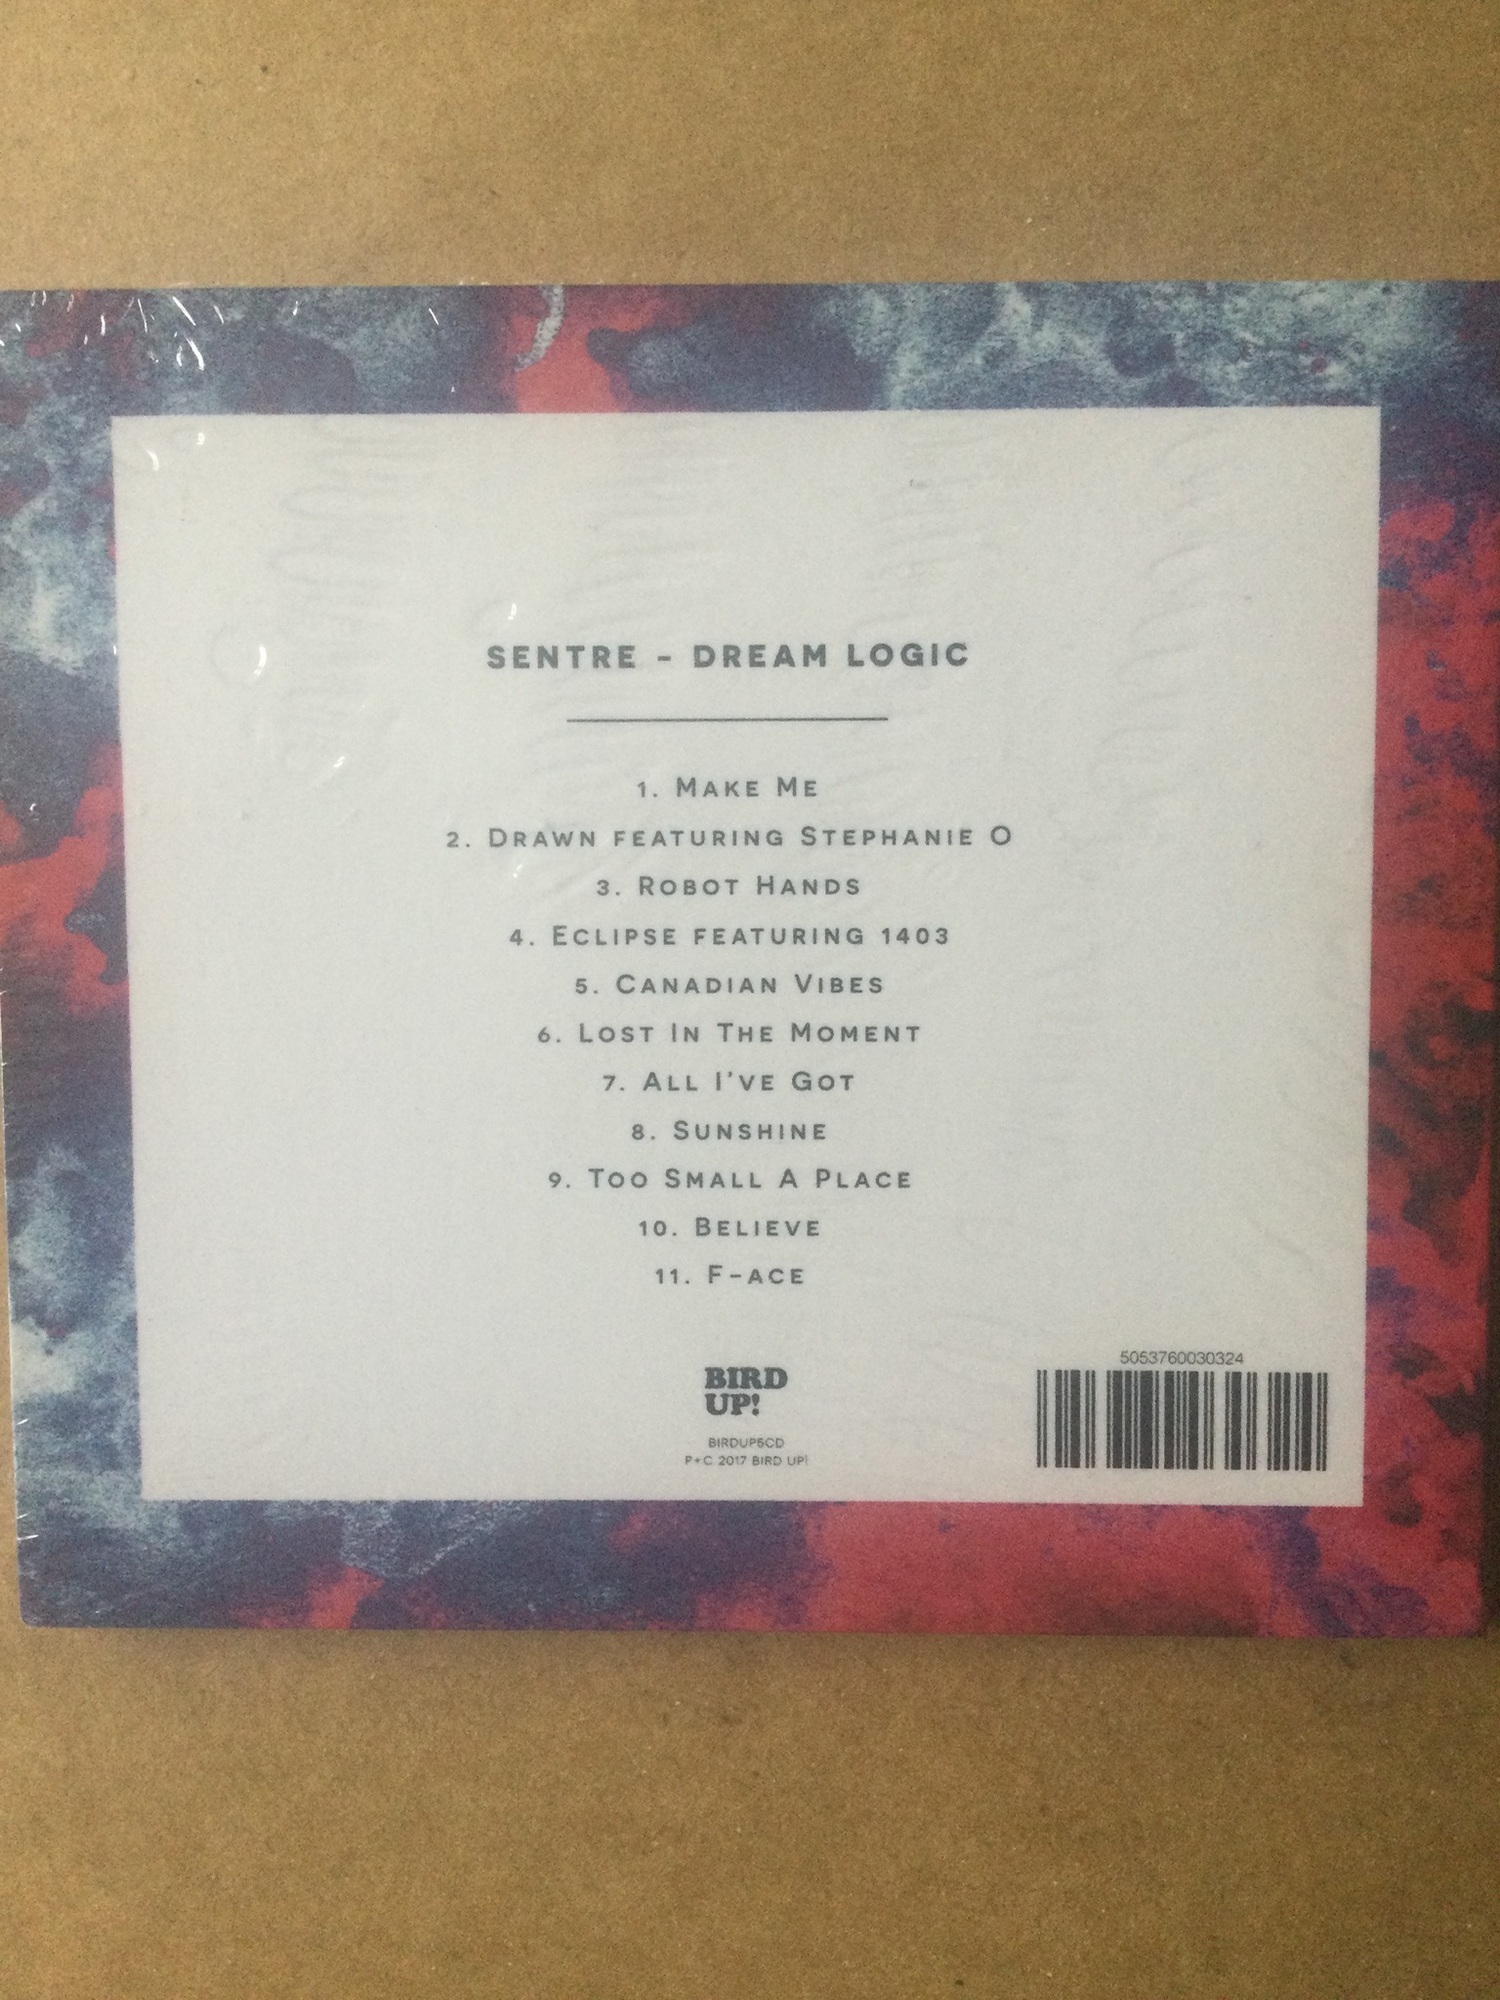 SENTRE - DREAM LOGIC
1. MAKE ME
2. DRAWN FEATURING STEPHANIE O
3. ROBOT HANDS
4. ECLIPSE FEATURING 1403
5. CANADIAN VIBES
6. LOST IN THE MOMENT
7. ALL I'VE GOT
8. SUNSHINE
9. TOO SMALL A PLACE
10. BELIEVE
11. F-ACE
BIRD
UP!
BIRDUP5CD
P+C 2017 BIRD UP!
5053760030324